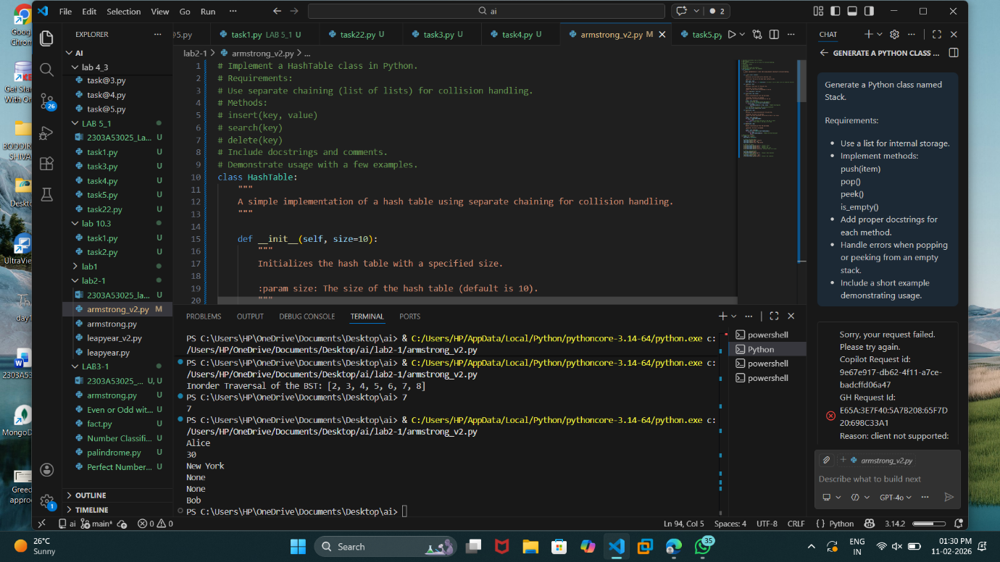 Goog
Chrom
Get Star
With On
BODDIR
SHIVA
Deskto
UltraView
day1
2303A53
MongoD
Greed
approa
File Edit Selection View Go Run ···
ai
2
EXPLORER ···
AI
lab 4_3
task@3.py
task@4.py
task@5.py
LAB 5_1
2303A53025_La... U
task1.py U
task3.py U
task4.py U
task5.py U
task22.py U
lab 10.3
task1.py U
task2.py U
lab1
lab2-1
2303A53025_la... U
armstrong_v2.py M
armstrong.py
leapyear_v2.py
leapyear.py
LAB3-1
2303A53025_... U, U
armstrong.py U
Even or Odd wit... U
fact.py U
Number Classifi... U
palindrome.py U
Perfect Number... U
OUTLINE
TIMELINE
26
1
@5.py task1.py LAB 5_1 U task22.py U task3.py U task4.py U armstrong_v2.py M task5.py ···
lab2-1 > armstrong_v2.py > ...
1 # Implement a HashTable class in Python.
2 # Requirements:
3 # Use separate chaining (list of lists) for collision handling.
4 # Methods:
5 # insert(key, value)
6 # search(key)
7 # delete(key)
8 # Include docstrings and comments.
9 # Demonstrate usage with a few examples.
10 class HashTable:
11 """
12 A simple implementation of a hash table using separate chaining for collision handling.
13 """
14
15 def __init__(self, size=10):
16 """
17 Initializes the hash table with a specified size.
18
19 :param size: The size of the hash table (default is 10).
20 """
PROBLEMS OUTPUT DEBUG CONSOLE TERMINAL PORTS
PS C:\Users\HP\OneDrive\Documents\Desktop\ai> & C:/Users/HP/AppData/Local/Python/pythoncore-3.14-64/python.exe c:
/Users/HP/OneDrive/Documents/Desktop/ai/lab2-1/armstrong_v2.py
PS C:\Users\HP\OneDrive\Documents\Desktop\ai> & C:/Users/HP/AppData/Local/Python/pythoncore-3.14-64/python.exe c:
/Users/HP/OneDrive/Documents/Desktop/ai/lab2-1/armstrong_v2.py
Inorder Traversal of the BST: [2, 3, 4, 5, 6, 7, 8]
PS C:\Users\HP\OneDrive\Documents\Desktop\ai> 7
7
PS C:\Users\HP\OneDrive\Documents\Desktop\ai> & C:/Users/HP/AppData/Local/Python/pythoncore-3.14-64/python.exe c:
/Users/HP/OneDrive/Documents/Desktop/ai/lab2-1/armstrong_v2.py
Alice
30
New York
None
None
Bob
PS C:\Users\HP\OneDrive\Documents\Desktop\ai>
powershell
Python
powershell
powershell
CHAT
GENERATE A PYTHON CLASS ...
Generate a Python class named
Stack.
Requirements:
• Use a list for internal storage.
• Implement methods:
push(item)
pop()
peek()
is_empty()
• Add proper docstrings for
each method.
• Handle errors when popping
or peeking from an empty
stack.
• Include a short example
demonstrating usage.
Sorry, your request failed.
Please try again.
Copilot Request id:
9e67e917-db62-4f11-a7ce-
badcffd06a47
GH Request Id:
E65A:3E7F40:5A7B208:65F7D
20:698C33A1
Reason: client not supported:
armstrong_v2.py
Describe what to build next
GPT-4o
ai main* 0 0 Ln 94, Col 5 Spaces: 4 UTF-8 CRLF {} Python 3.14.2
26°C
Sunny
Search
35
ENG
IN
01:30 PM
11-02-2026